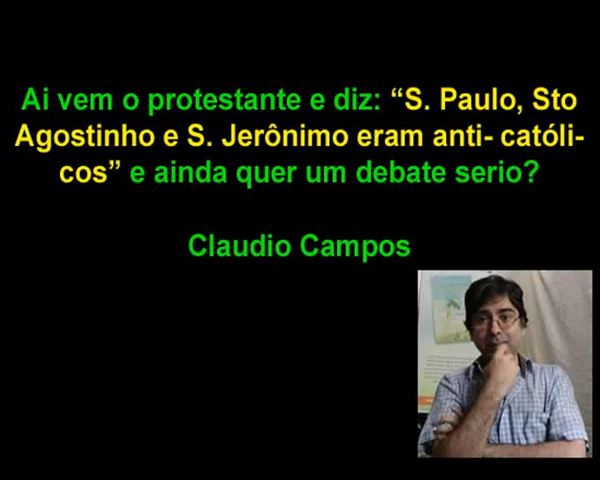 Ai vem o protestante e diz: “S. Paulo, Sto
Agostinho e S. Jerônimo eram anti- católi-
cos” e ainda quer um debate serio?
Claudio Campos